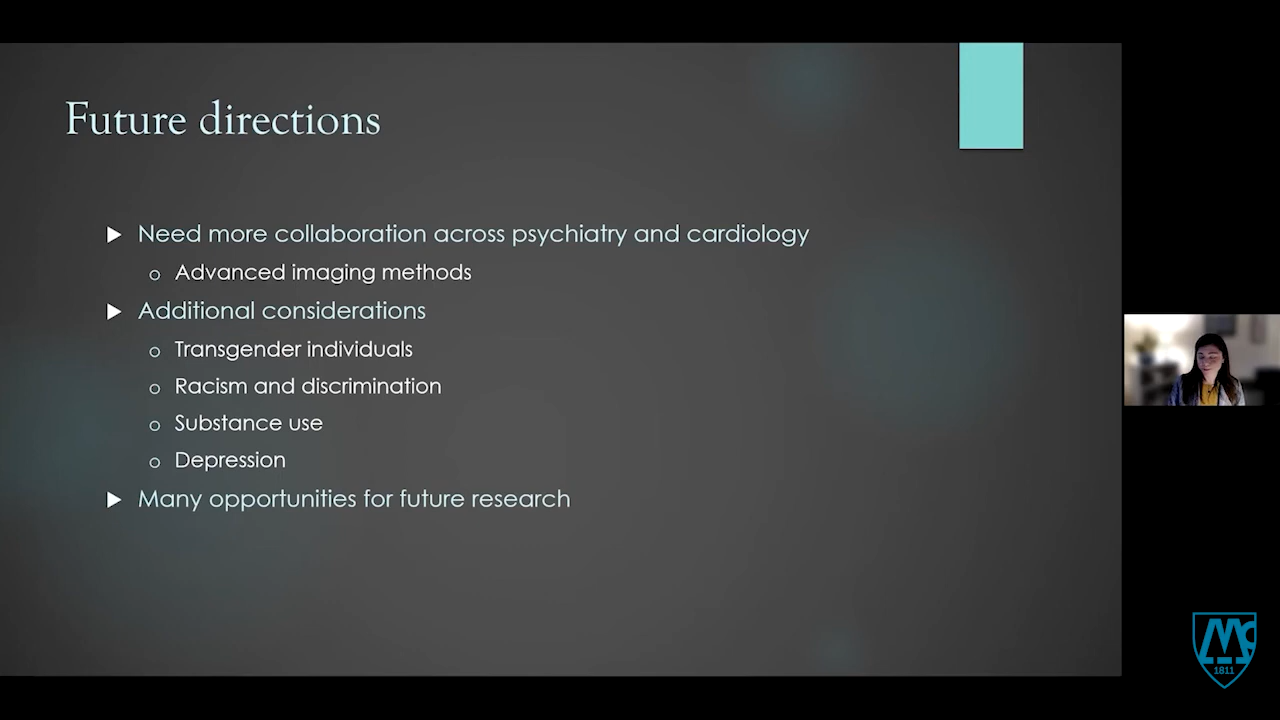 Future directions
Need more collaboration across psychiatry and cardiology
Advanced imaging methods
Additional considerations
Transgender individuals
Racism and discrimination
Substance use
Depression
Many opportunities for future research
1811